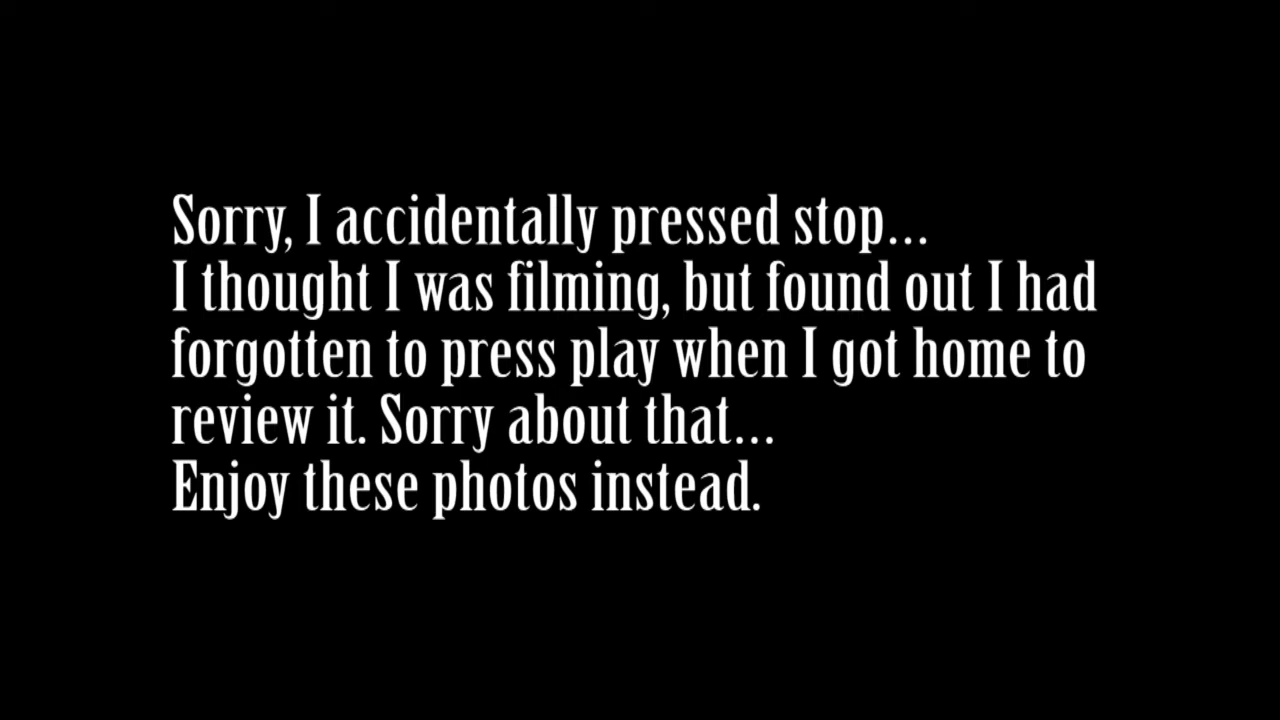 Sorry, I accidentally pressed stop...
I thought I was filming, but found out I had
forgotten to press play when I got home to
review it. Sorry about that...
Enjoy these photos instead.